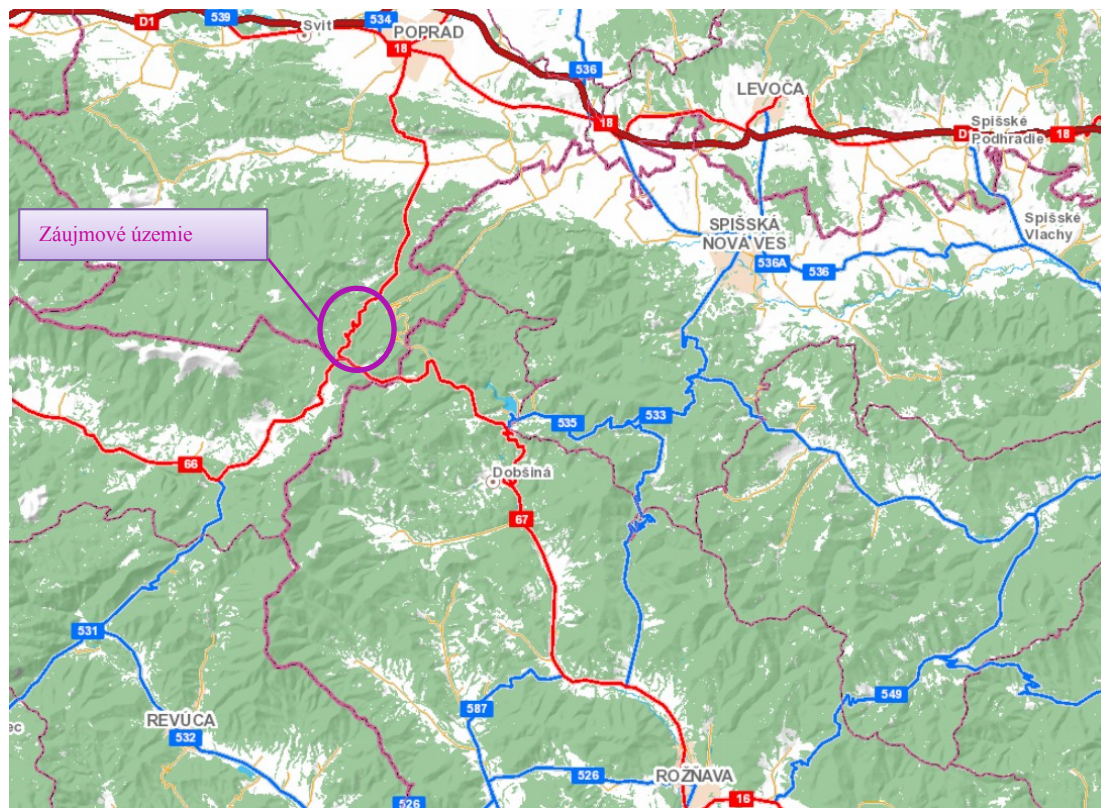 D1
539
Svit
534
POPRAD
18
536
LEVOČA
18
Spišské
Podhradie
D
18
Záujmové územie
SPIŠSKÁ
NOVÁ VES
536A
536
Spišské
Vlachy
535
533
66
Dobšiná
67
531
REVÚCA
532
587
549
ec
526
ROŽŇAVA
526
16